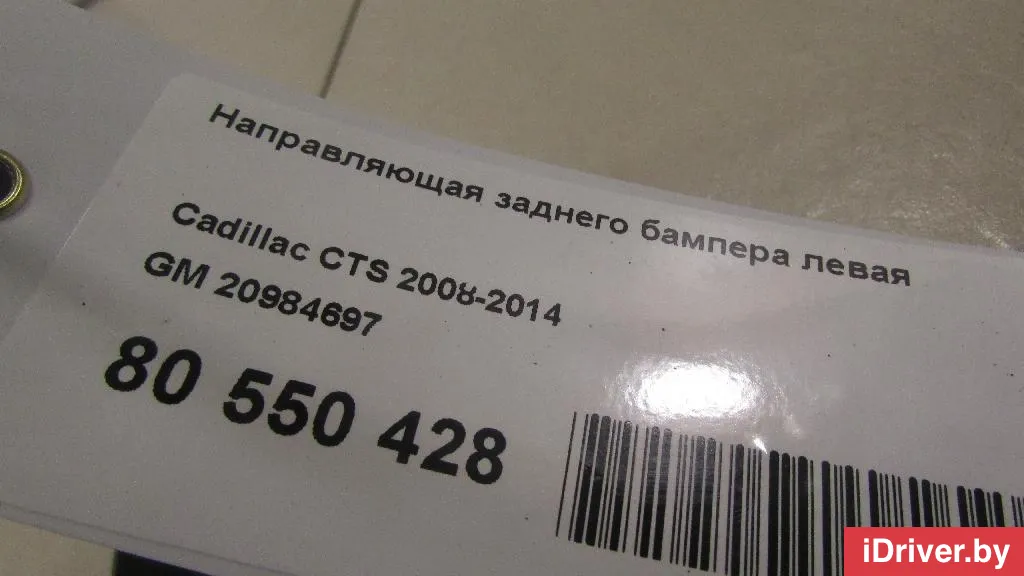 Направляющая заднего бампера левая
Cadillac CTS 2008-2014
GM 20984697
80 550 428
iDriver.by